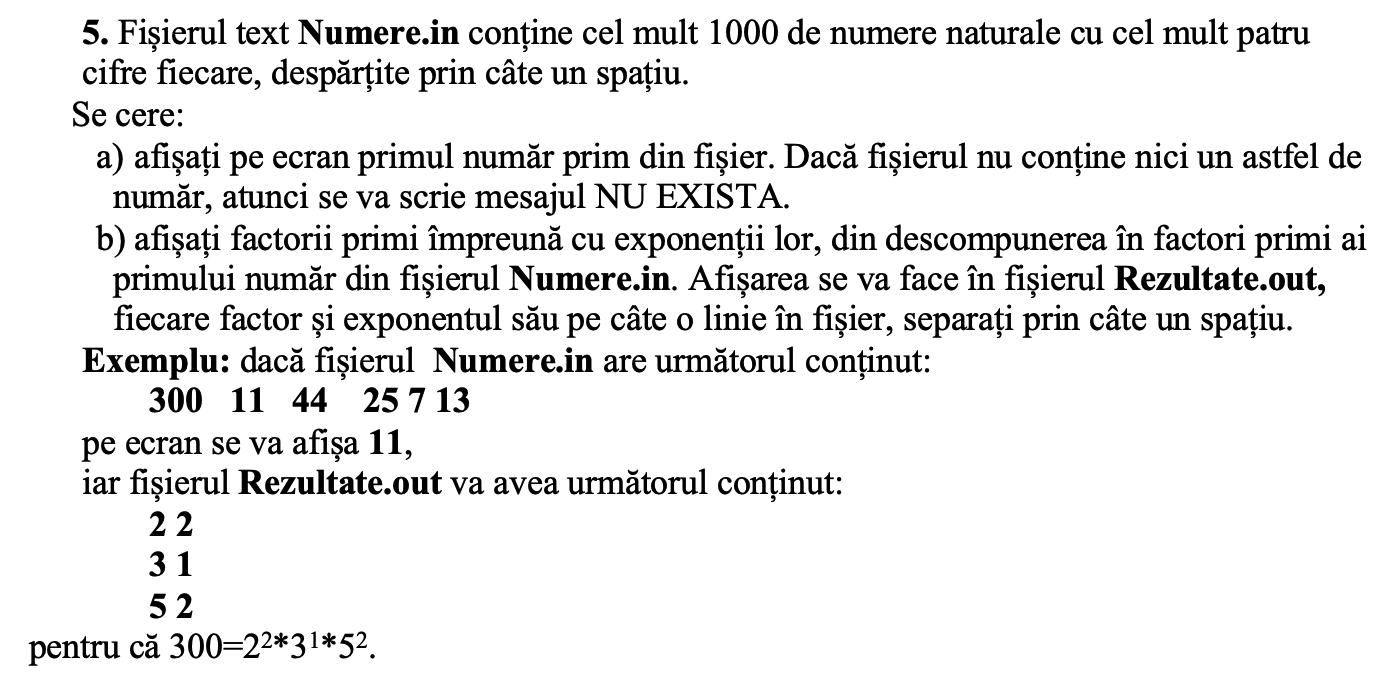 5. Fișierul text Numere.in conține cel mult 1000 de numere naturale cu cel mult patru
cifre fiecare, despărțite prin câte un spațiu.
Se cere:
a) afișați pe ecran primul număr prim din fișier. Dacă fișierul nu conține nici un astfel de
număr, atunci se va scrie mesajul NU EXISTA.
b) afișați factorii primi împreună cu exponenții lor, din descompunerea în factori primi ai
primului număr din fișierul Numere.in. Afișarea se va face în fișierul Rezultate.out,
fiecare factor și exponentul său pe câte o linie în fișier, separați prin câte un spațiu.
Exemplu: dacă fișierul Numere.in are următorul conținut:
300 11 44 25 7 13
pe ecran se va afișa 11,
iar fișierul Rezultate.out va avea următorul conținut:
2 2
3 1
5 2
pentru că 300=2²*3¹*5².